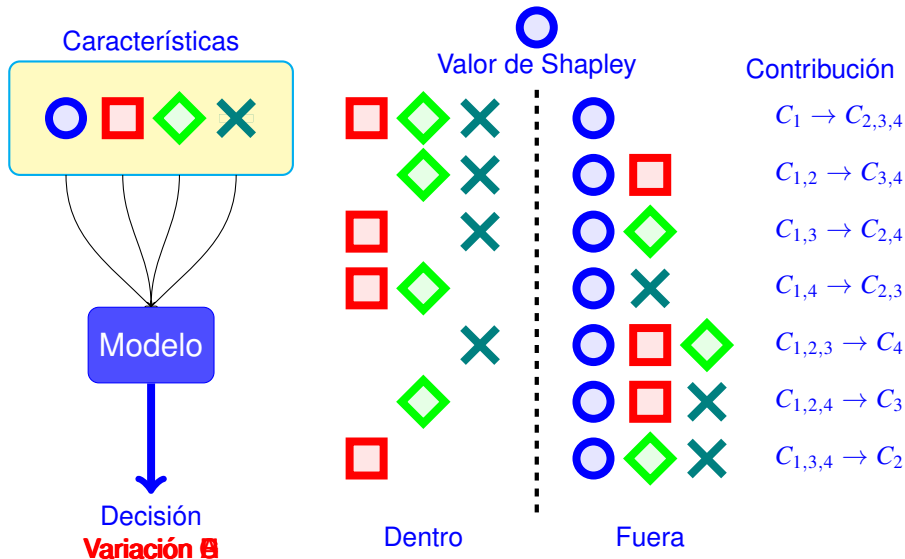 Características
Modelo
Decisión
Variación
Valor de Shapley
Contribución
C1 → C2,3,4
C1,2 → C3,4
C1,3 → C2,4
C1,4 → C2,3
C1,2,3 → C4
C1,2,4 → C3
C1,3,4 → C2
Dentro
Fuera